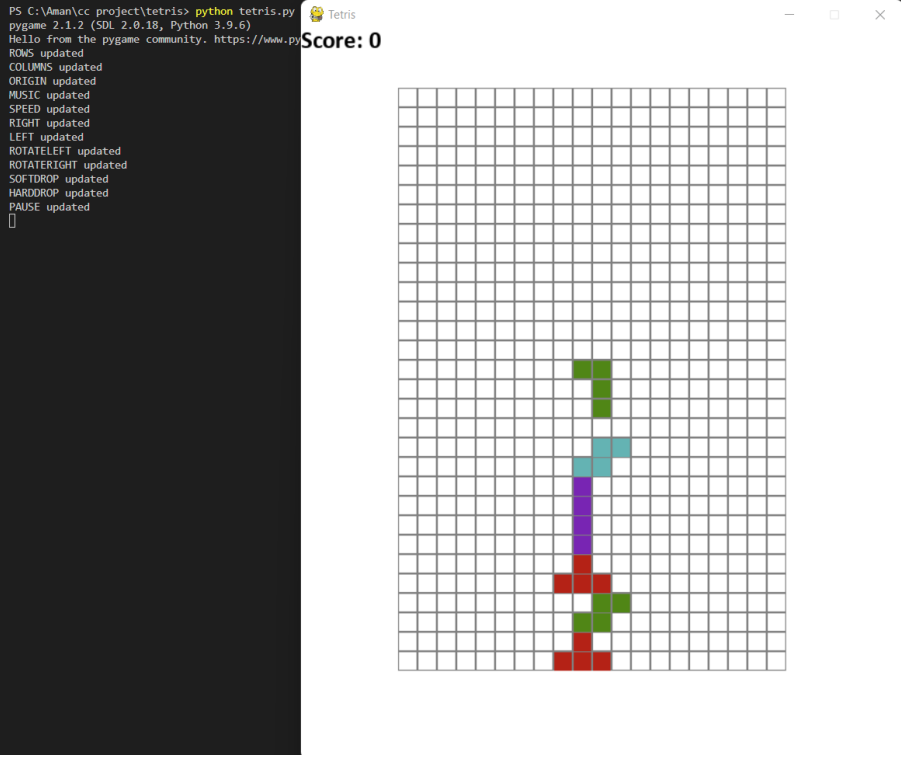 PS C:\Aman\cc project\tetris> python tetris.py
pygame 2.1.2 (SDL 2.0.18, Python 3.9.6)
Hello from the pygame community. https://www.py
ROWS updated
COLUMNS updated
ORIGIN updated
MUSIC updated
SPEED updated
RIGHT updated
LEFT updated
ROTATELEFT updated
ROTATERIGHT updated
SOFTDROP updated
HARDDROP updated
PAUSE updated
Tetris
Score: 0